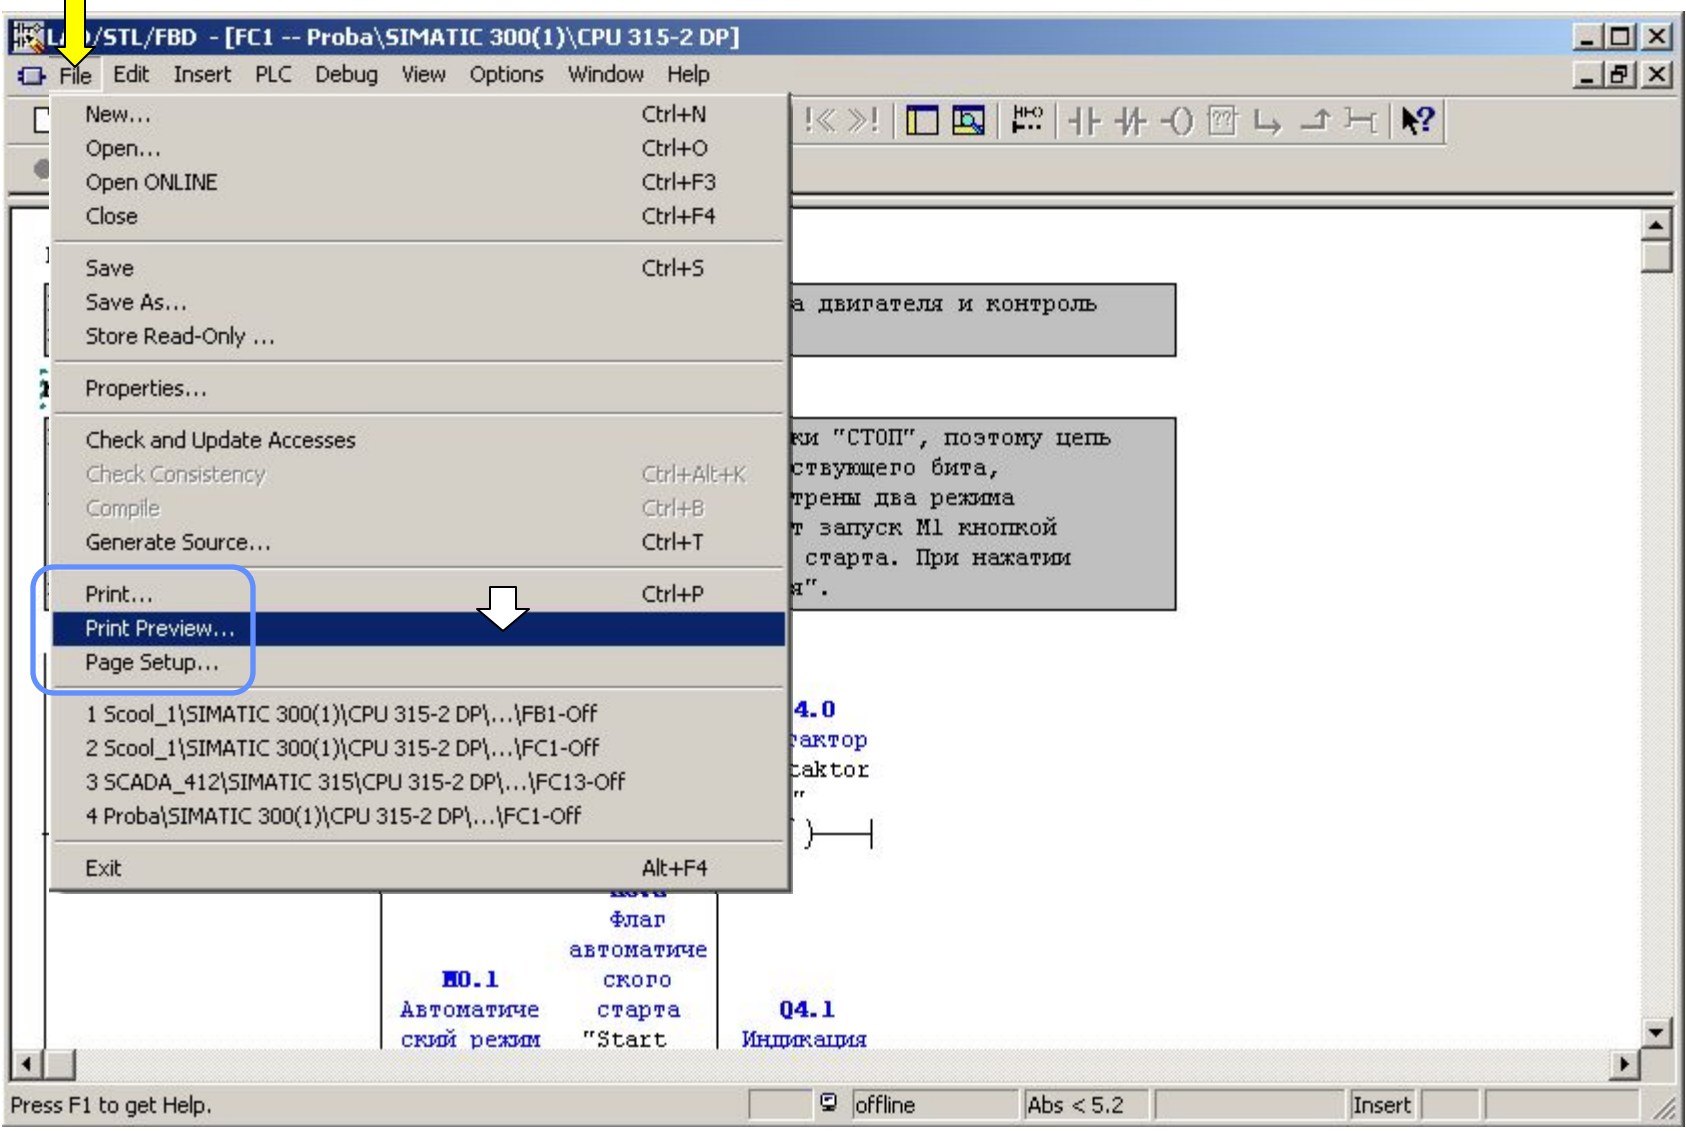 LAD/STL/FBD - [FC1 -- Proba\SIMATIC 300(1)\CPU 315-2 DP]
File Edit Insert PLC Debug View Options Window Help
New... Ctrl+N
Open... Ctrl+O
Open ONLINE Ctrl+F3
Close Ctrl+F4
Save Ctrl+S
Save As...
Store Read-Only ...
а двигателя и контроль
Properties...
Check and Update Accesses
ки "СТОП", поэтому цепь
Check Consistency Ctrl+Alt+K
ствующего бита,
Compile Ctrl+B
трены два режима
Generate Source... Ctrl+T
т запуск М1 кнопкой
старта. При нажатии
Print... Ctrl+P
я".
Print Preview...
Page Setup...
1 Scool_1\SIMATIC 300(1)\CPU 315-2 DP\...\FB1-Off
4.0
2 Scool_1\SIMATIC 300(1)\CPU 315-2 DP\...\FC1-Off
тактор
3 SCADA_412\SIMATIC 315\CPU 315-2 DP\...\FC13-Off
taktor
"
4 Proba\SIMATIC 300(1)\CPU 315-2 DP\...\FC1-Off
Exit Alt+F4
Флаг
автоматиче
M0.1 ского
Автоматиче старта Q4.1
ский режим "Start Индикация
Press F1 to get Help. offline Abs < 5.2 Insert